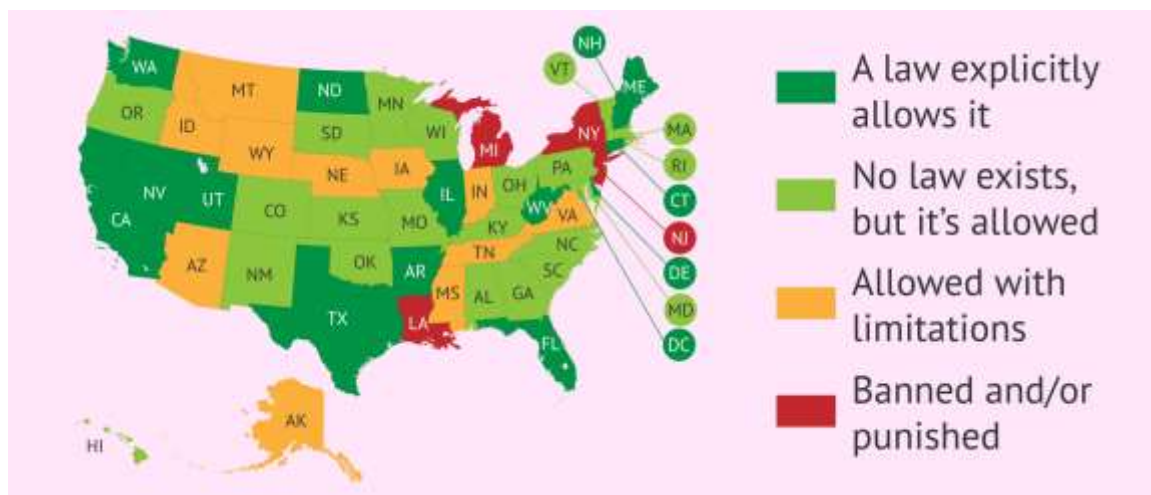 NH
WA
VT
ME
MT
ND
MN
OR
MA
ID
SD
WI
NY
MI
WY
RI
PA
IA
NE
OH
IL
IN
NV
UT
CT
WV
CO
VA
CA
KS
MO
KY
NJ
NC
TN
OK
AZ
AR
SC
DE
NM
MS
AL
GA
MD
TX
LA
FL
DC
AK
HI
A law explicitly
allows it
No law exists,
but it's allowed
Allowed with
limitations
Banned and/or
punished